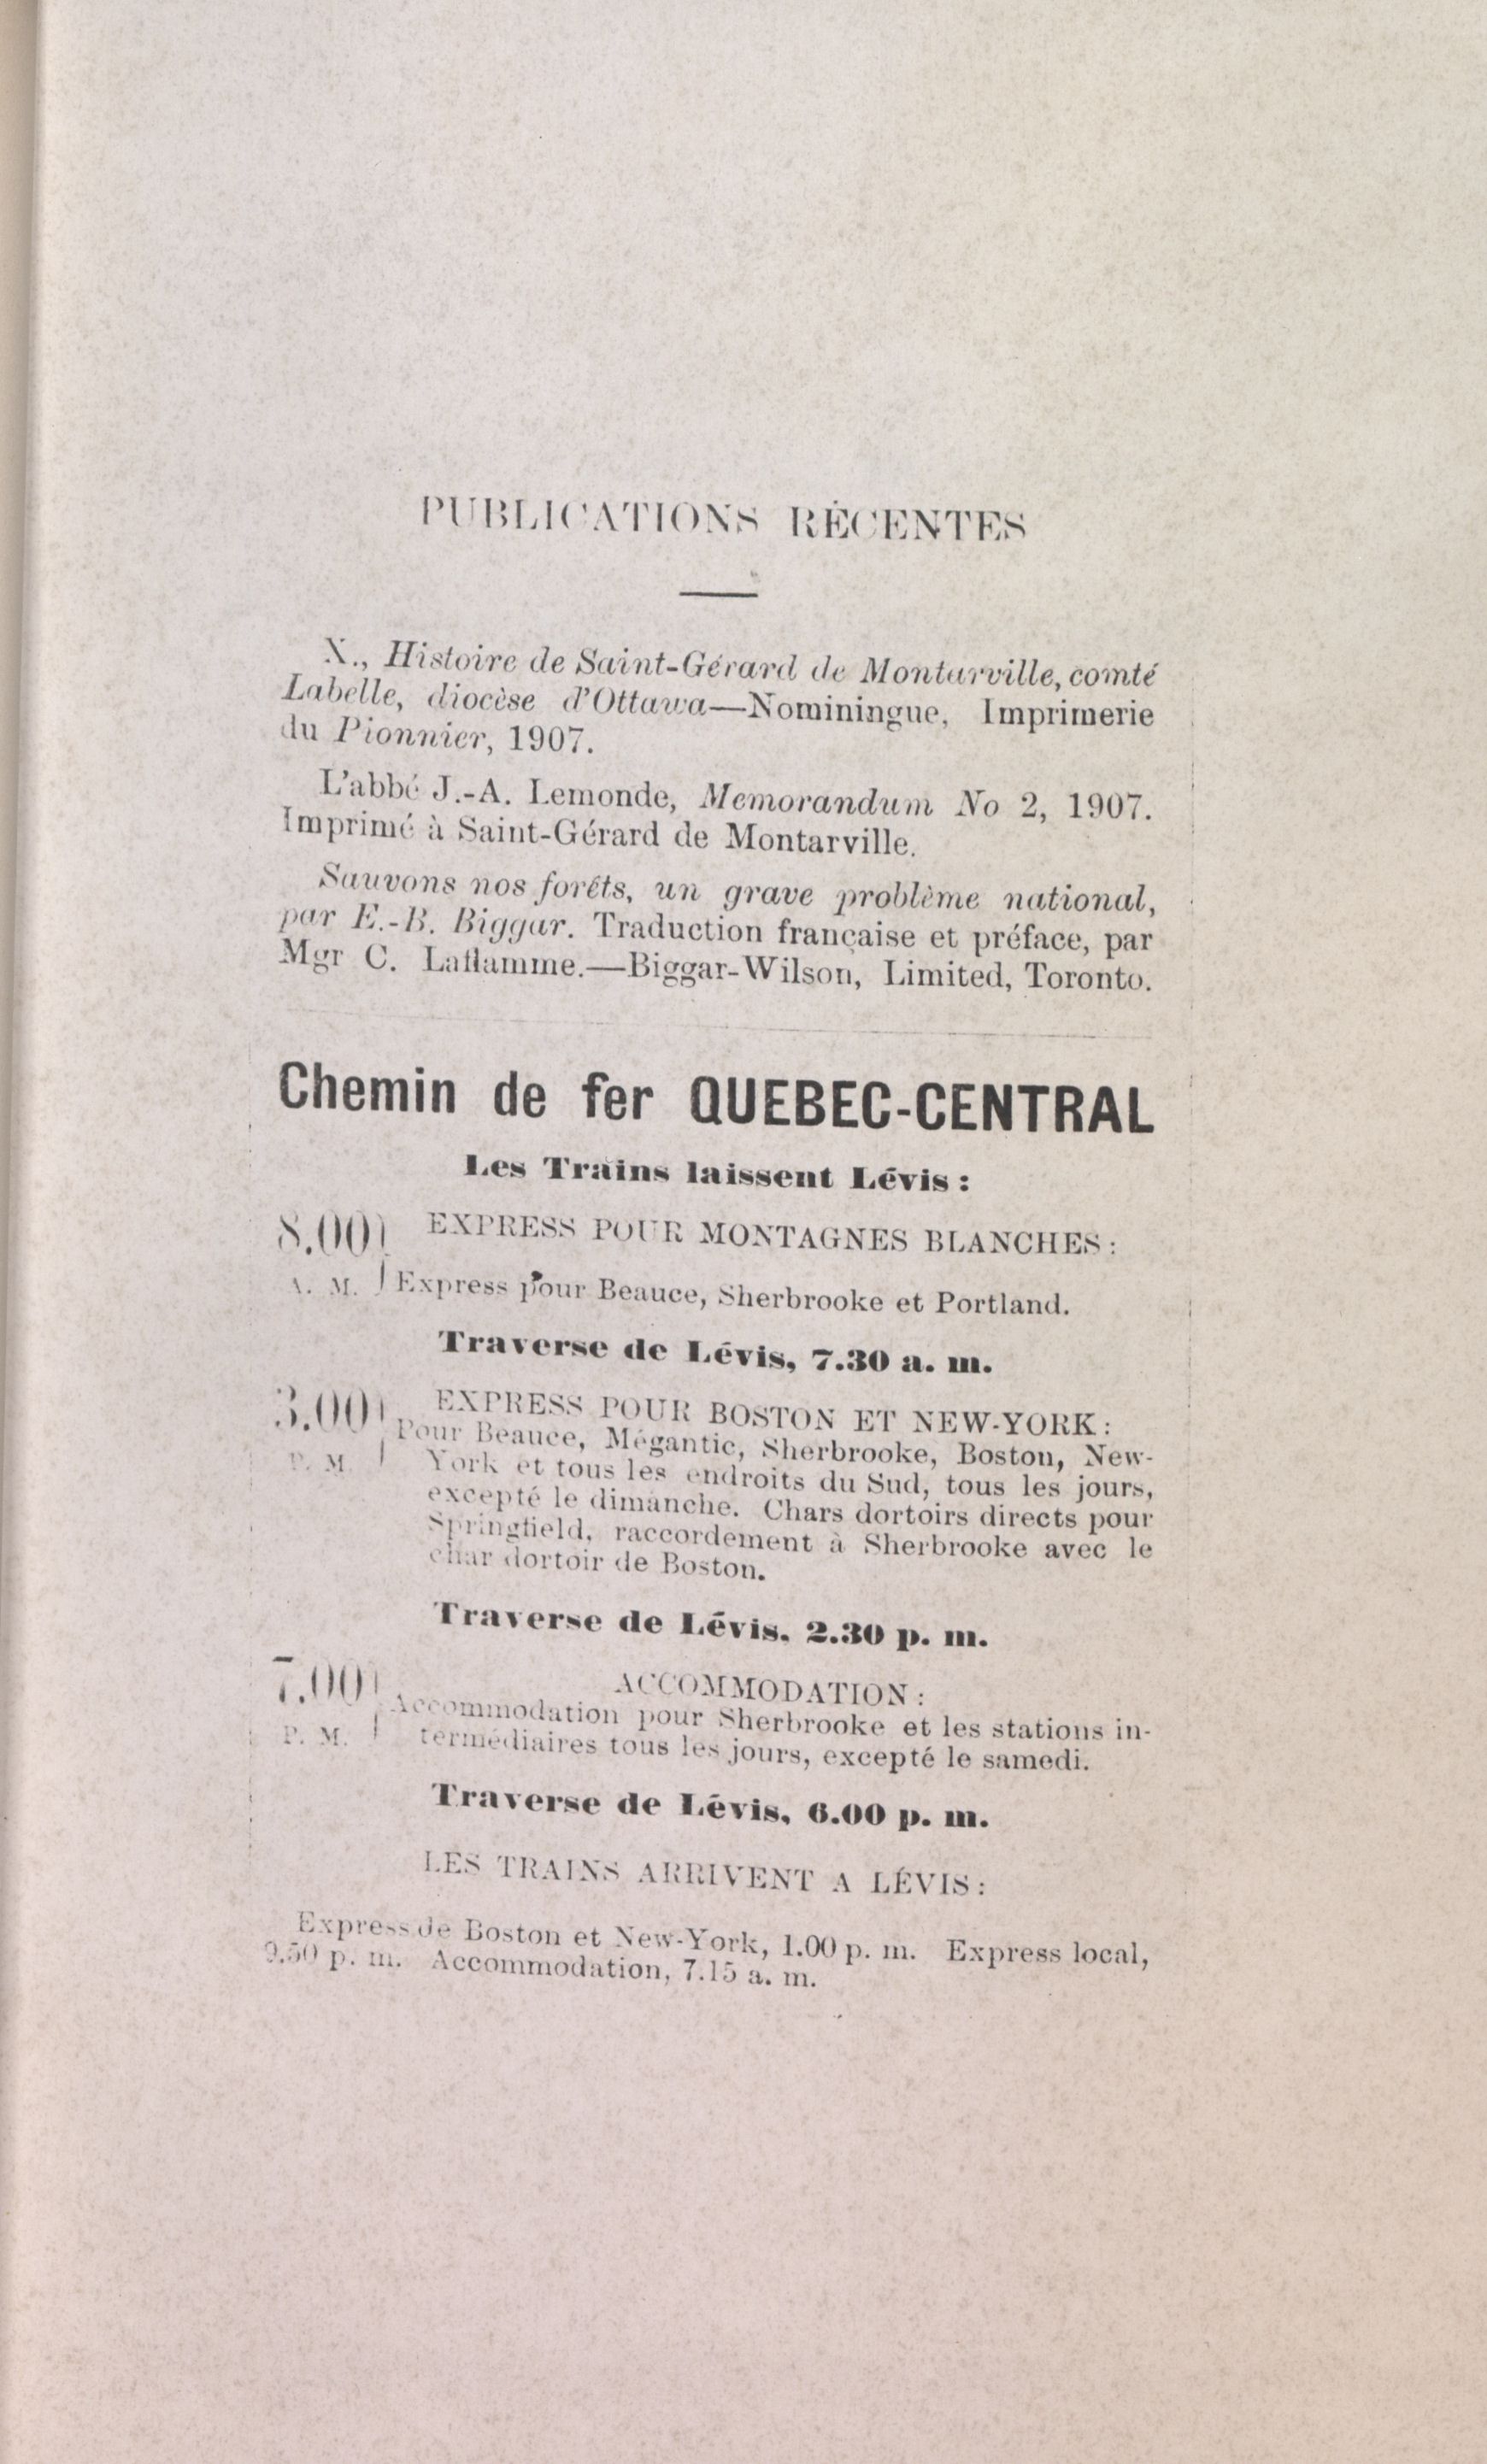 PUBLICATIONS RÉCENTES
X., Histoire de Saint-Gérard de Montarville, comté
Labelle, diocèse d'Ottawa—Nominingue, Imprimerie
du Pionnier, 1907.
L'abbé J.-A. Lemonde, Memorandum No 2, 1907.
Imprimé à Saint-Gérard de Montarville.
Sauvons nos forêts, un grave problème national,
par E.-B. Biggar. Traduction française et préface, par
Mgr C. Laflamme.—Biggar-Wilson, Limited, Toronto.
Chemin de fer QUEBEC-CENTRAL
Les Trains laissent Lévis :
8.00 EXPRESS POUR MONTAGNES BLANCHES :
A. M. Express pour Beauce, Sherbrooke et Portland.
Traverse de Lévis, 7.30 a. m.
3.00 EXPRESS POUR BOSTON ET NEW-YORK :
Pour Beauce, Mégantic, Sherbrooke, Boston, New-
P. M. York et tous les endroits du Sud, tous les jours,
excepté le dimanche. Chars dortoirs directs pour
Springfield, raccordement à Sherbrooke avec le
char dortoir de Boston.
Traverse de Lévis. 2.30 p. m.
7.00 ACCOMMODATION :
Accommodation pour Sherbrooke et les stations in-
P. M. termédiaires tous les jours, excepté le samedi.
Traverse de Lévis, 6.00 p. m.
LES TRAINS ARRIVENT A LÉVIS :
Express de Boston et New-York, 1.00 p. m. Express local,
9.50 p. m. Accommodation, 7.15 a. m.